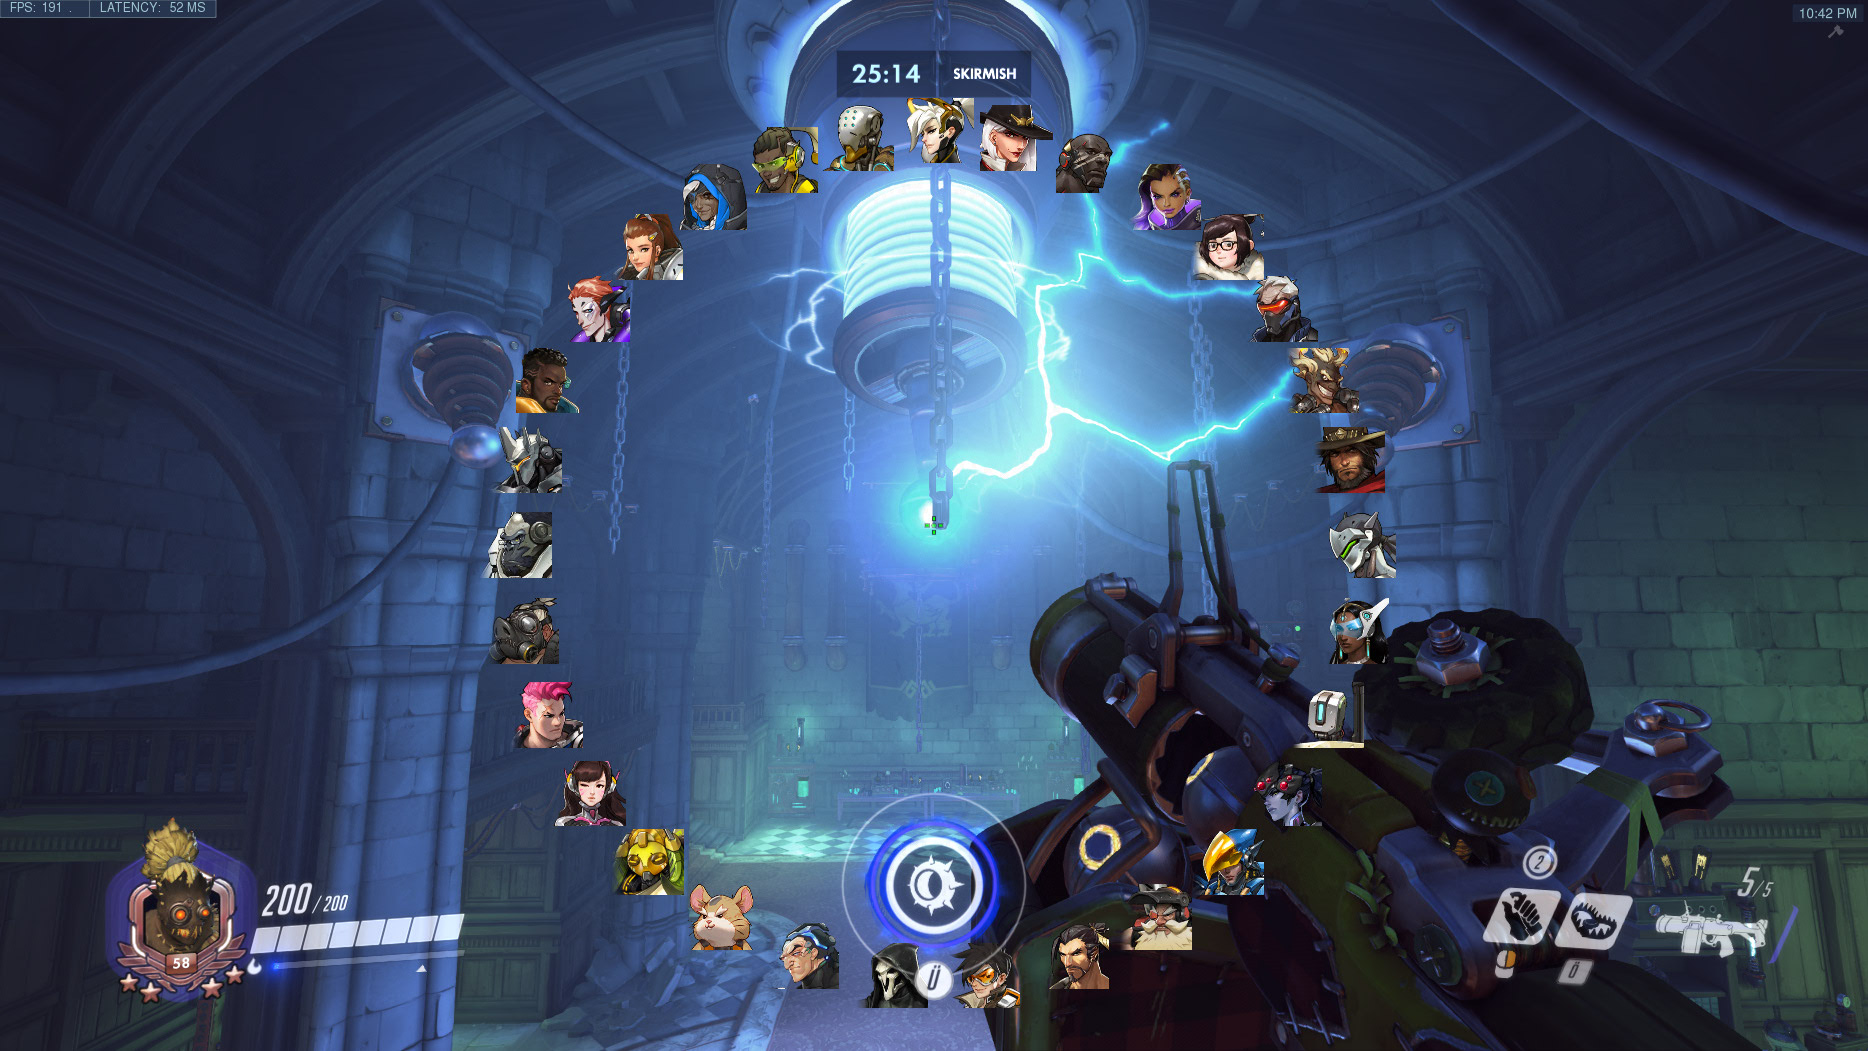 FPS: 191 . LATENCY: 52 MS
10:42 PM
25:14 SKIRMISH
200 / 200
58
Ü
2
Ö
5/5